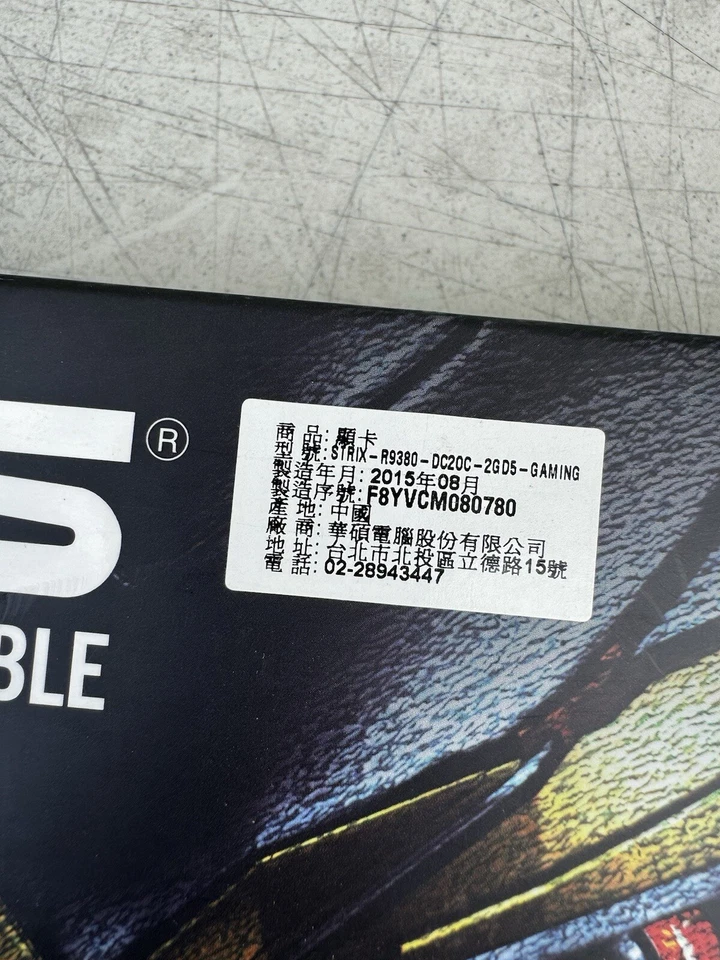 S®
BLE
商 品: 顯卡
型 號: STRIX-R9380-DC2OC-2GD5-GAMING
製造年月: 2015年08月
製造序號: F8YVCM080780
產 地: 中國
廠 商: 華碩電腦股份有限公司
地 址: 台北市北投區立德路15號
電 話: 02-28943447